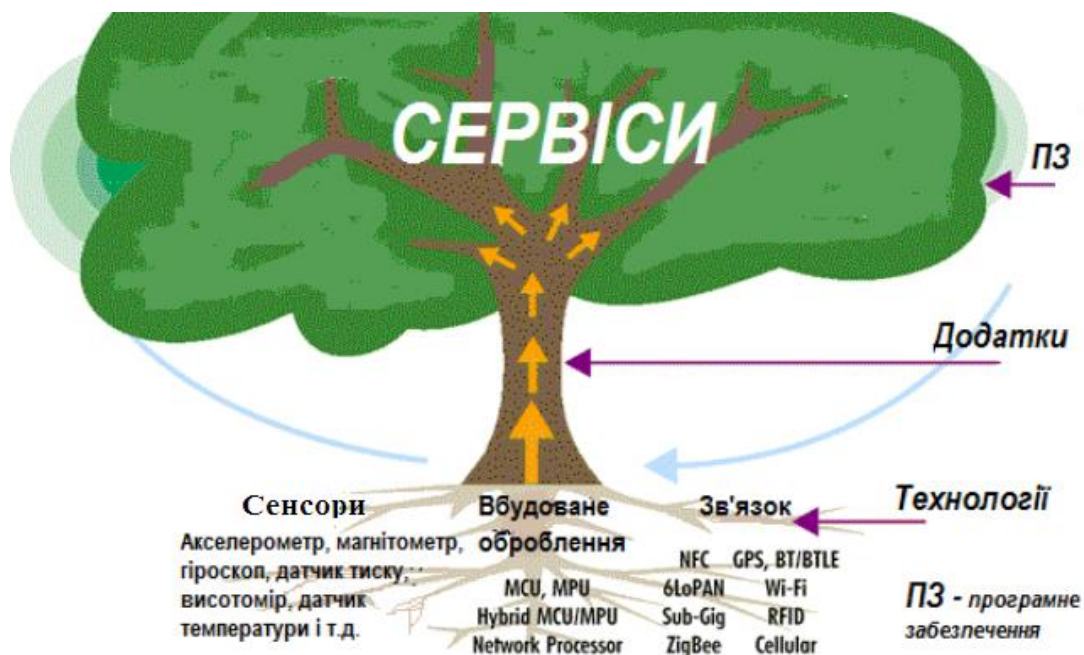 СЕРВІСИ
ПЗ
Додатки
Технології
Сенсори
Акселерометр, магнітометр,
гіроскоп, датчик тиску,
висотомір, датчик
температури і т.д.
Вбудоване
оброблення
MCU, MPU
Hybrid MCU/MPU
Network Processor
Зв'язок
NFC GPS, BT/BTLE
6LoPAN Wi-Fi
Sub-Gig RFID
ZigBee Cellular
ПЗ - програмне
забезпечення